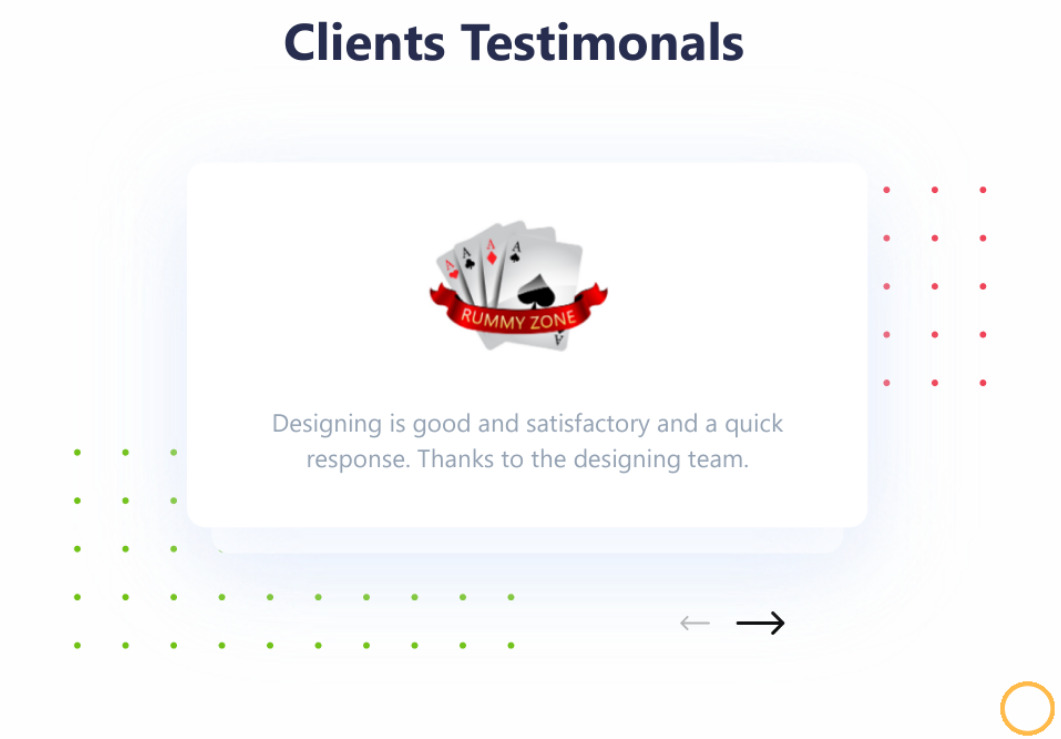 Clients Testimonals
A
A
A
A
RUMMY ZONE
A
Designing is good and satisfactory and a quick
response. Thanks to the designing team.